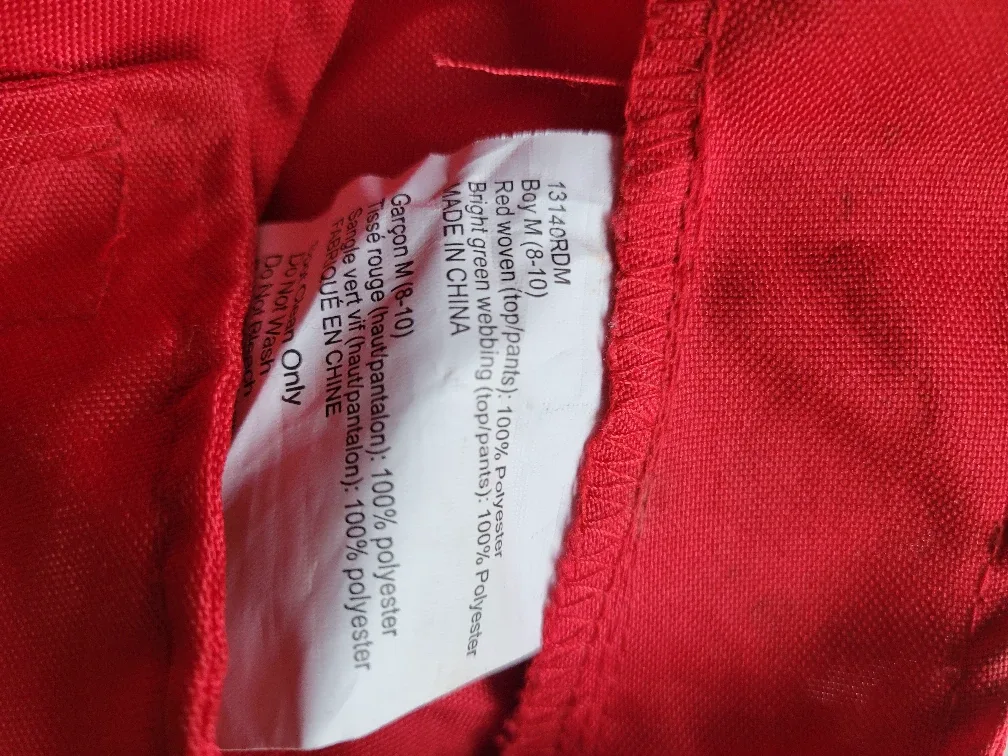 13140RDM
Boy M (8-10)
Red woven (top/pants): 100% Polyester
Bright green webbing (top/pants): 100% Polyester
MADE IN CHINA
Garçon M (8-10)
Tissé rouge (haut/pantalon): 100% polyester
Sangle vert vif (haut/pantalon): 100% polyester
FABRIQUÉ EN CHINE
Clean Only
Do Not Wash
Do Not Bleach